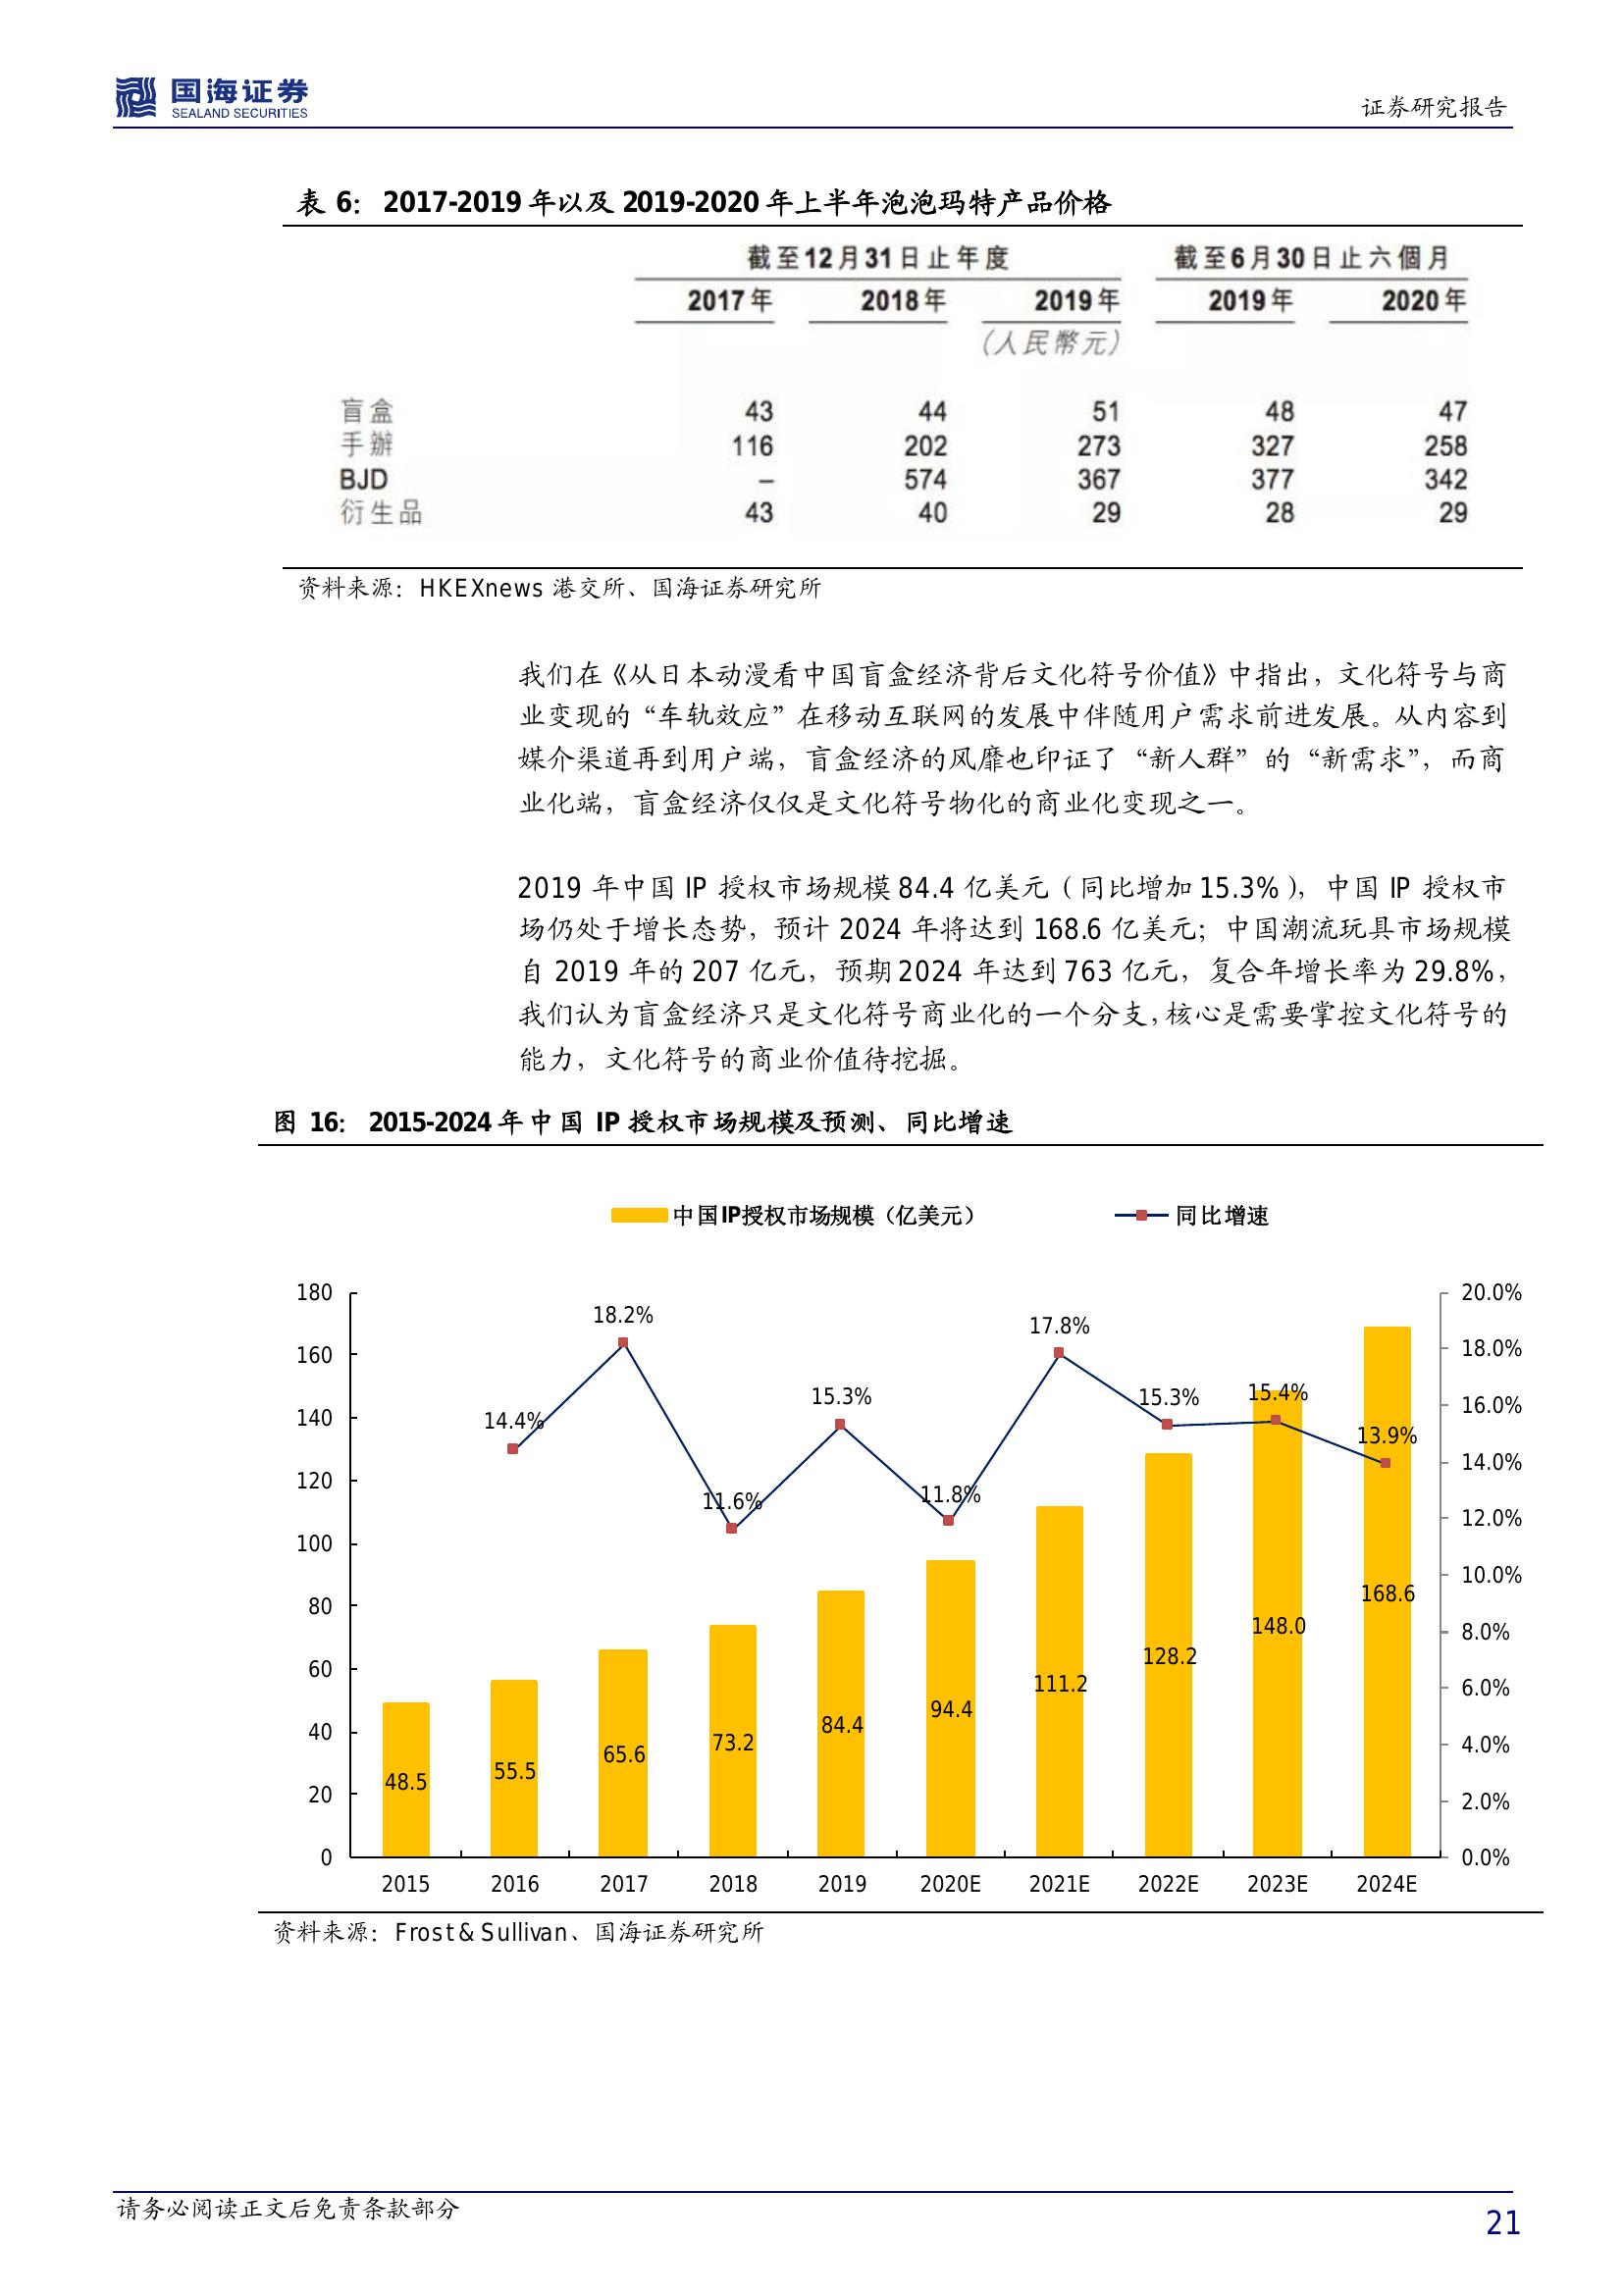 国海证券
SEALAND SECURITIES
证券研究报告
表 6： 2017-2019 年以及 2019-2020 年上半年泡泡玛特产品价格
截至12月31日止年度 截至6月30日止六個月
2017年 2018年 2019年 2019年 2020年
（人民幣元）
盲盒 43 44 51 48 47
手辦 116 202 273 327 258
BJD – 574 367 377 342
衍生品 43 40 29 28 29
资料来源：HKEXnews 港交所、国海证券研究所
我们在《从日本动漫看中国盲盒经济背后文化符号价值》中指出，文化符号与商
业变现的“车轨效应”在移动互联网的发展中伴随用户需求前进发展。从内容到
媒介渠道再到用户端，盲盒经济的风靡也印证了“新人群”的“新需求”，而商
业化端，盲盒经济仅仅是文化符号物化的商业化变现之一。
2019 年中国 IP 授权市场规模 84.4 亿美元（同比增加 15.3%），中国 IP 授权市
场仍处于增长态势，预计 2024 年将达到 168.6 亿美元；中国潮流玩具市场规模
自 2019 年的 207 亿元，预期 2024 年达到 763 亿元，复合年增长率为 29.8%，
我们认为盲盒经济只是文化符号商业化的一个分支，核心是需要掌控文化符号的
能力，文化符号的商业价值待挖掘。
图 16： 2015-2024 年中国 IP 授权市场规模及预测、同比增速
中国IP授权市场规模（亿美元） 同比增速
180 160 140 120 100 80 60 40 20 0
14.4% 18.2% 11.6% 15.3% 11.8% 17.8% 15.3% 15.4% 13.9%
48.5 55.5 65.6 73.2 84.4 94.4 111.2 128.2 148.0 168.6
20.0% 18.0% 16.0% 14.0% 12.0% 10.0% 8.0% 6.0% 4.0% 2.0% 0.0%
2015 2016 2017 2018 2019 2020E 2021E 2022E 2023E 2024E
资料来源：Frost & Sullivan、国海证券研究所
请务必阅读正文后免责条款部分
21